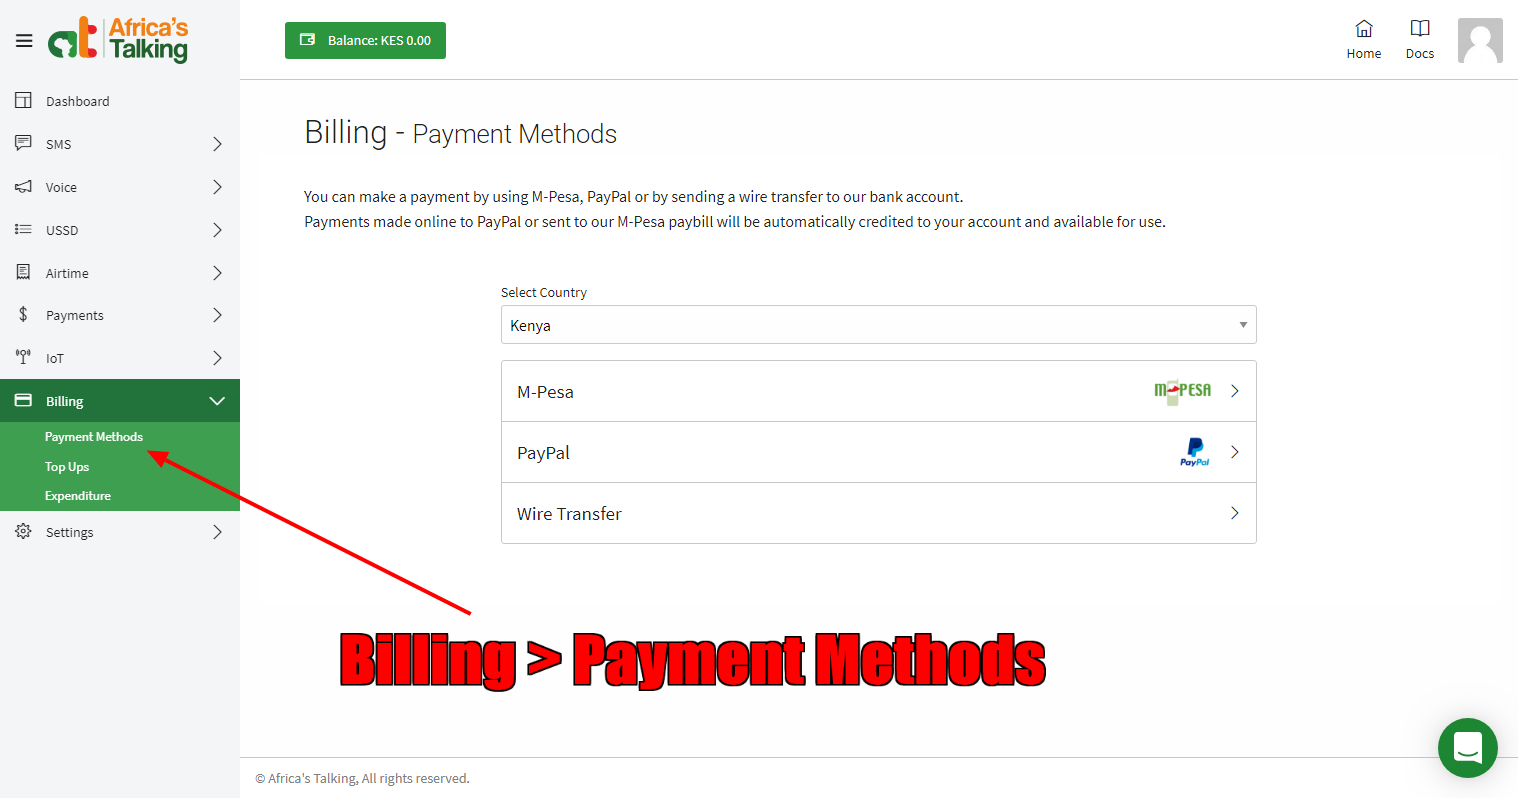 Africa's
Talking
Balance: KES 0.00
Home
Docs
Dashboard
SMS
Voice
USSD
Airtime
Payments
IoT
Billing
Payment Methods
Top Ups
Expenditure
Settings
Billing - Payment Methods
You can make a payment by using M-Pesa, PayPal or by sending a wire transfer to our bank account.
Payments made online to PayPal or sent to our M-Pesa paybill will be automatically credited to your account and available for use.
Select Country
Kenya
M-Pesa
M-PESA
PayPal
PayPal
Wire Transfer
Billing > Payment Methods
© Africa's Talking, All rights reserved.